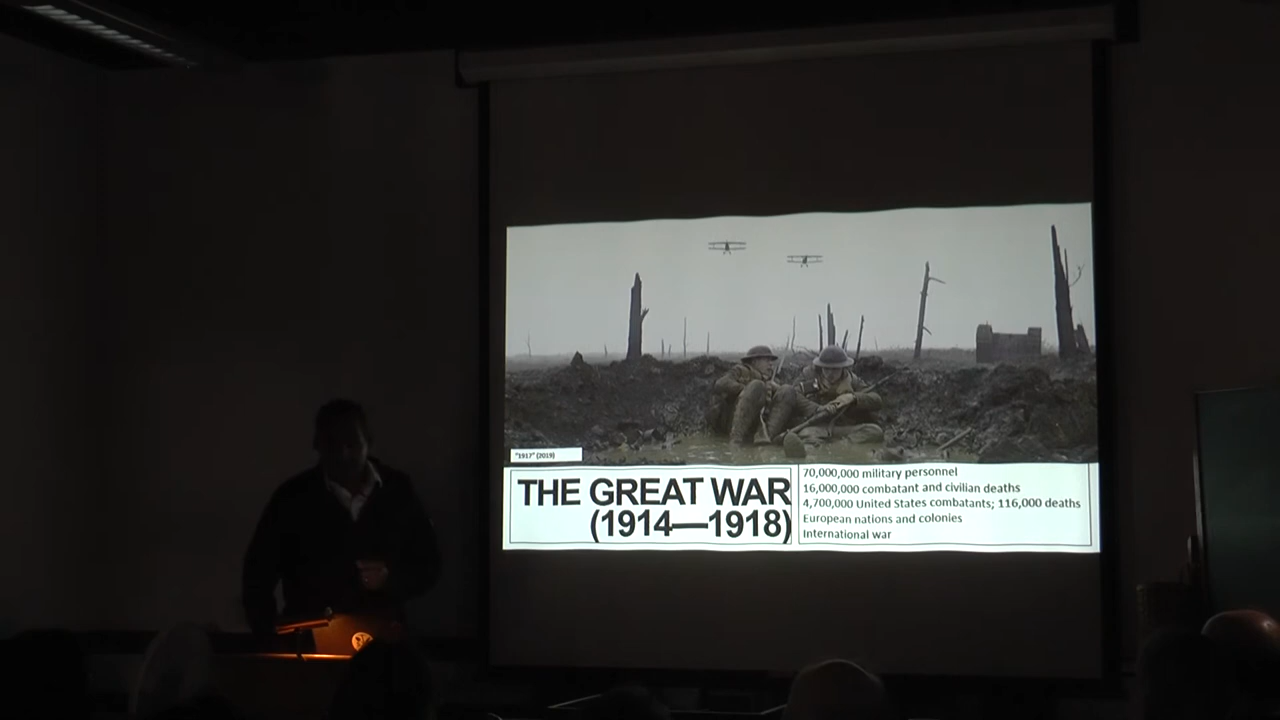 "1917" (2019)
THE GREAT WAR
(1914—1918)
70,000,000 military personnel
16,000,000 combatant and civilian deaths
4,700,000 United States combatants; 116,000 deaths
European nations and colonies
International war